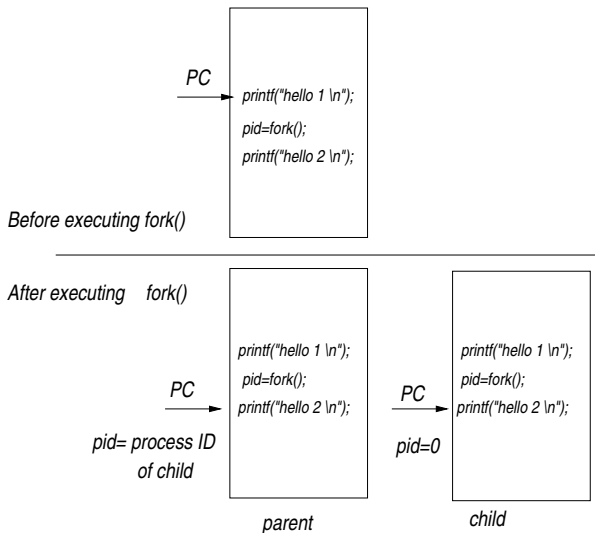 PC
printf("hello 1 \n");
pid=fork();
printf("hello 2 \n");
Before executing fork()
After executing fork()
printf("hello 1 \n");
pid=fork();
PC
printf("hello 2 \n");
pid= process ID
of child
parent
printf("hello 1 \n");
pid=fork();
PC
printf("hello 2 \n");
pid=0
child